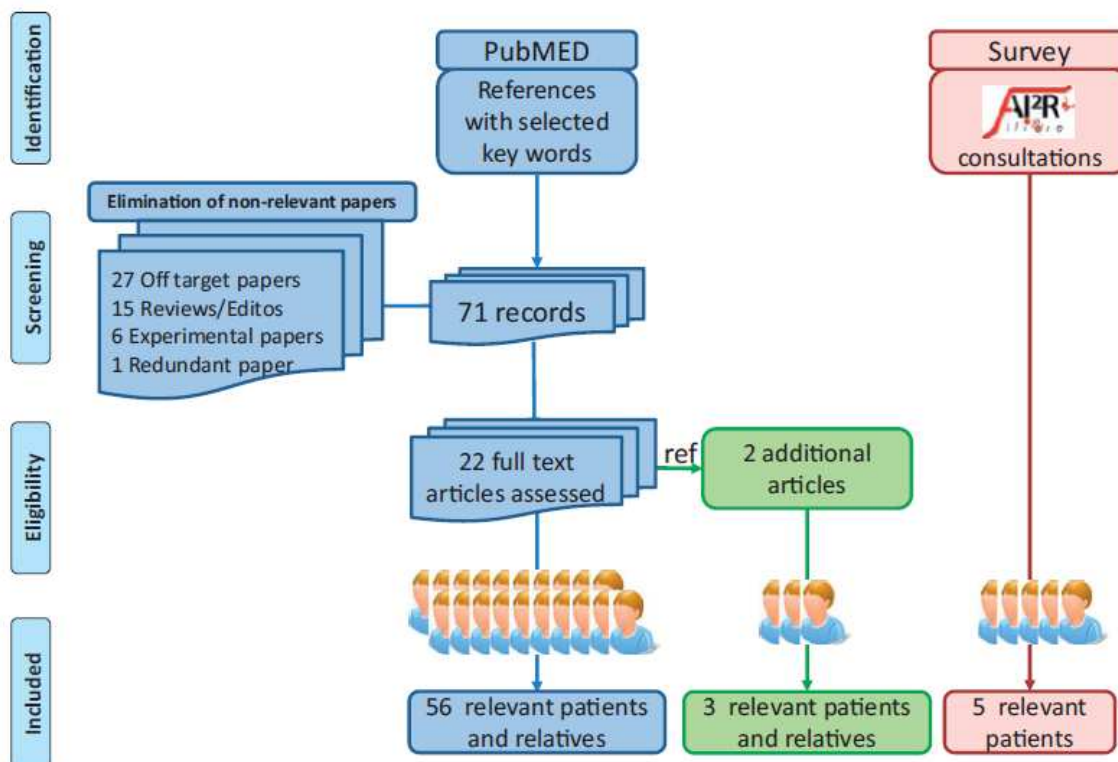 Identification
PubMED
References
with selected
key words
Survey
AI²R
consultations
Screening
Elimination of non-relevant papers
27 Off target papers
15 Reviews/Editos
6 Experimental papers
1 Redundant paper
71 records
Eligibility
22 full text
articles assessed
ref
2 additional
articles
Included
56 relevant patients
and relatives
3 relevant patients
and relatives
5 relevant
patients